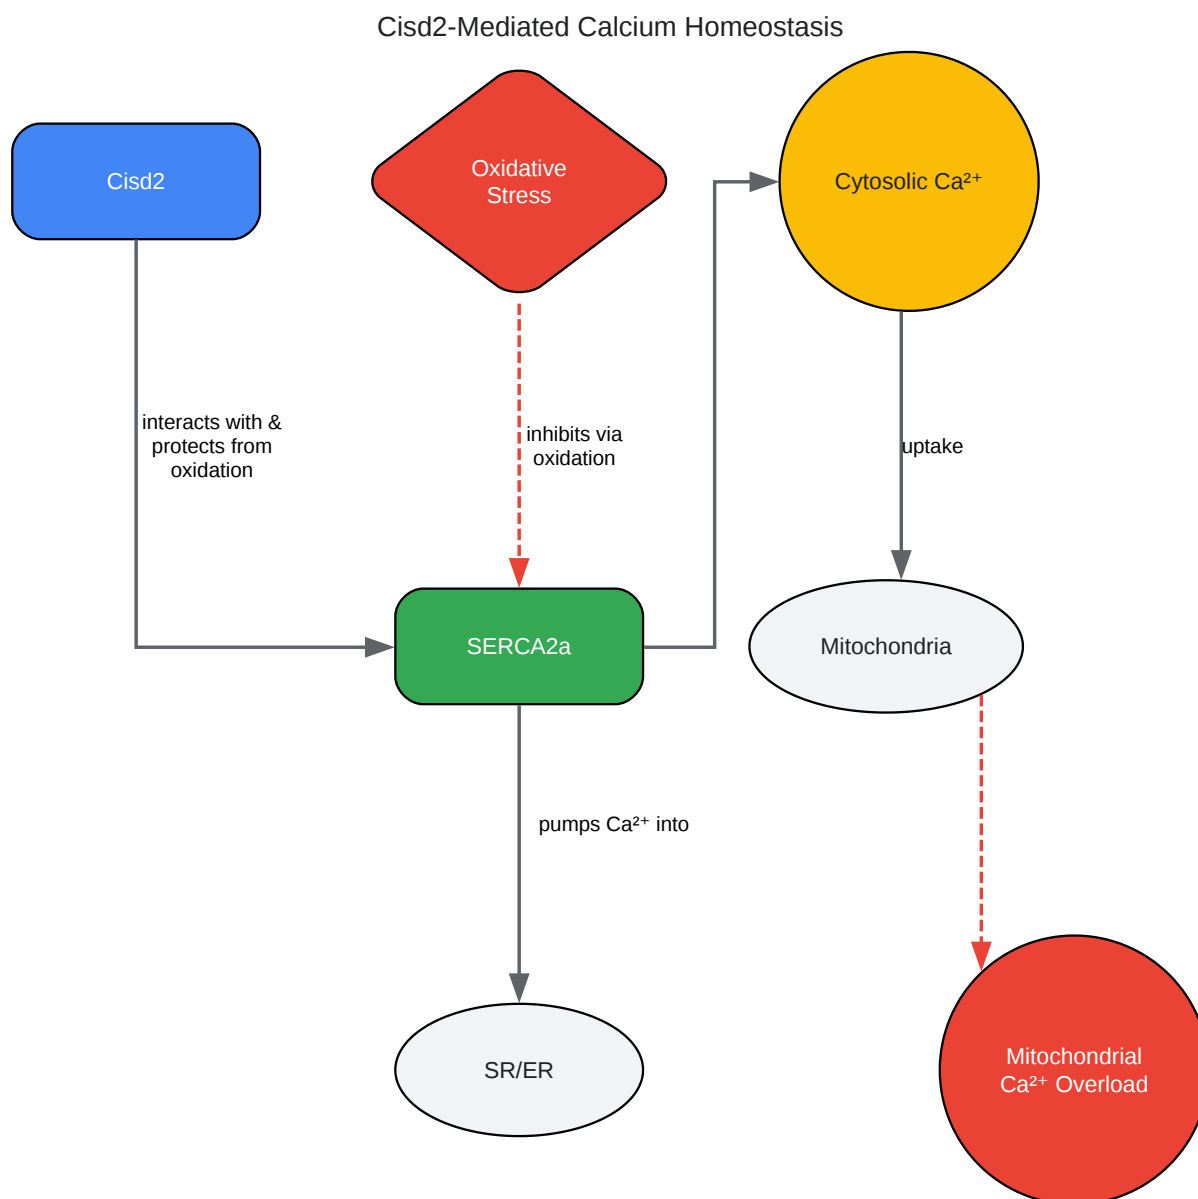 Cisd2-Mediated Calcium Homeostasis
Cisd2
Oxidative
Stress
Cytosolic Ca²⁺
interacts with &
protects from
oxidation
inhibits via
oxidation
uptake
SERCA2a
Mitochondria
pumps Ca²⁺ into
SR/ER
Mitochondrial
Ca²⁺ Overload